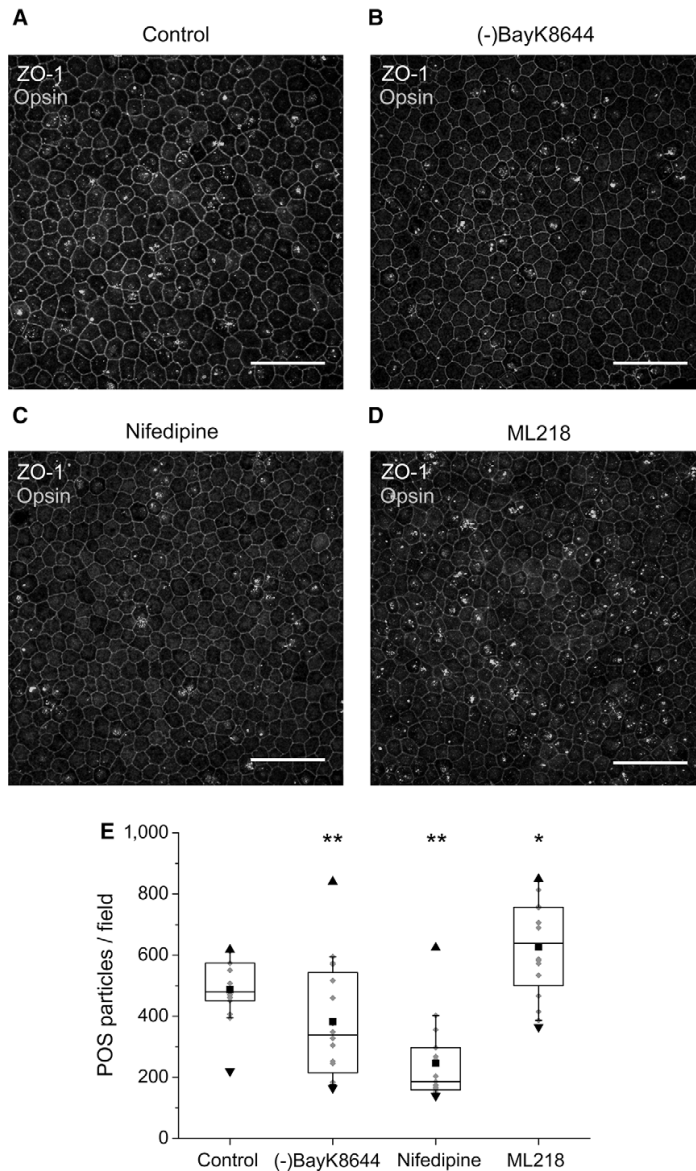 A
Control
ZO-1
Opsin
B
(-)BayK8644
ZO-1
Opsin
C
Nifedipine
ZO-1
Opsin
D
ML218
ZO-1
Opsin
E
1,000
800
600
400
200
0
POS particles / field
**
**
*
Control
(-)BayK8644
Nifedipine
ML218